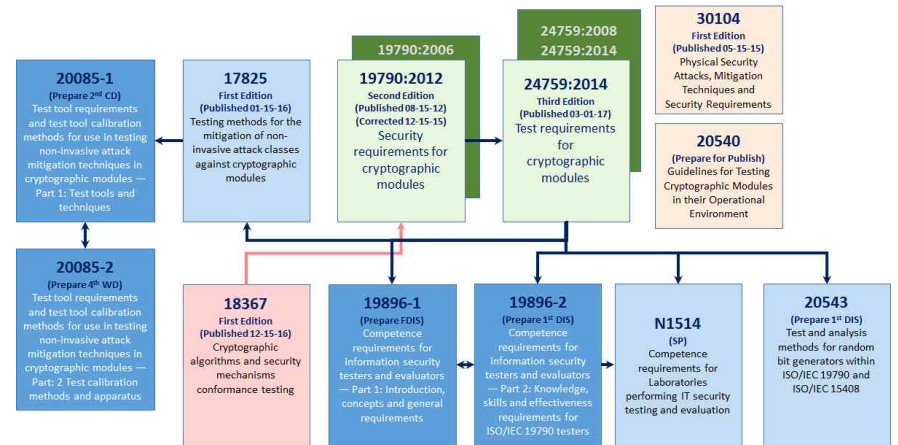 20085-1
(Prepare 2nd CD)
Test tool requirements
and test tool calibration
methods for use in testing
non-invasive attack
mitigation techniques in
cryptographic modules —
Part 1: Test tools and
techniques
17825
First Edition
(Published 01-15-16)
Testing methods for the
mitigation of non-
invasive attack classes
against cryptographic
modules
19790:2006
19790:2012
Second Edition
(Published 08-15-12)
(Corrected 12-15-15)
Security
requirements for
cryptographic
modules
24759:2008
24759:2014
24759:2014
Third Edition
(Published 03-01-17)
Test requirements
for
cryptographic
modules
30104
First Edition
(Published 05-15-15)
Physical Security
Attacks, Mitigation
Techniques and
Security Requirements
20540
(Prepare for Publish)
Guidelines for Testing
Cryptographic Modules
in their Operational
Environment
20085-2
(Prepare 4th WD)
Test tool requirements
and test tool calibration
methods for use in testing
non-invasive attack
mitigation techniques in
cryptographic modules —
Part: 2 Test calibration
methods and apparatus
18367
First Edition
(Published 12-15-16)
Cryptographic
algorithms and security
mechanisms
conformance testing
19896-1
(Prepare FDIS)
Competence
requirements for
information security
testers and evaluators
— Part 1: Introduction,
concepts and general
requirements
19896-2
(Prepare 1st DIS)
Competence
requirements for
information security
testers and evaluators
— Part 2: Knowledge,
skills and effectiveness
requirements for
ISO/IEC 19790 testers
N1514
(SP)
Competence
requirements for
Laboratories
performing IT security
testing and evaluation
20543
(Prepare 1st DIS)
Test and analysis
methods for random
bit generators within
ISO/IEC 19790 and
ISO/IEC 15408